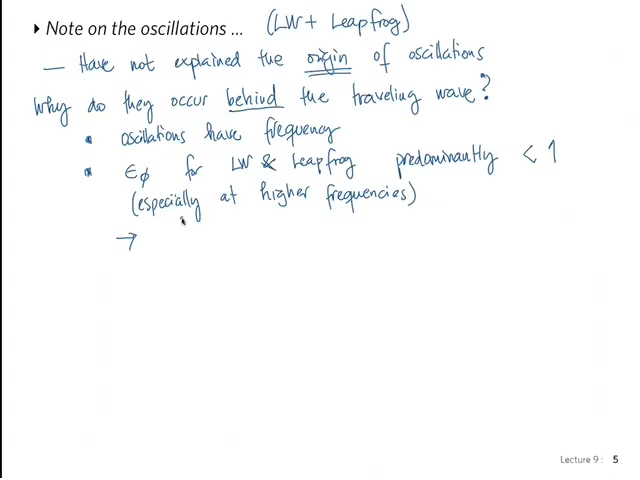 ▸ Note on the oscillations ... (LW + Leapfrog)
— Have not explained the origin of oscillations
Why do they occur behind the traveling wave?
• oscillations have frequency
• ϵϕ for LW & Leapfrog predominantly < 1
(especially at higher frequencies)
→
Lecture 9 : 5